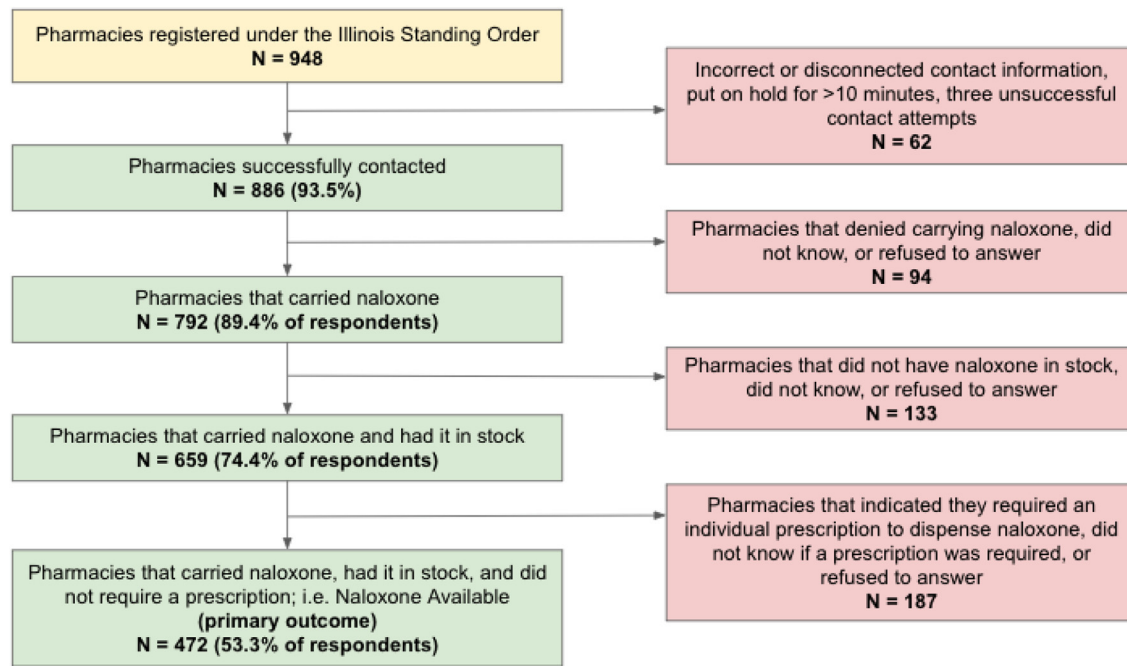 Pharmacies registered under the Illinois Standing Order
N = 948
Incorrect or disconnected contact information,
put on hold for >10 minutes, three unsuccessful
contact attempts
N = 62
Pharmacies successfully contacted
N = 886 (93.5%)
Pharmacies that denied carrying naloxone, did
not know, or refused to answer
N = 94
Pharmacies that carried naloxone
N = 792 (89.4% of respondents)
Pharmacies that did not have naloxone in stock,
did not know, or refused to answer
N = 133
Pharmacies that carried naloxone and had it in stock
N = 659 (74.4% of respondents)
Pharmacies that indicated they required an
individual prescription to dispense naloxone, did
not know if a prescription was required, or
refused to answer
N = 187
Pharmacies that carried naloxone, had it in stock, and did
not require a prescription; i.e. Naloxone Available
(primary outcome)
N = 472 (53.3% of respondents)